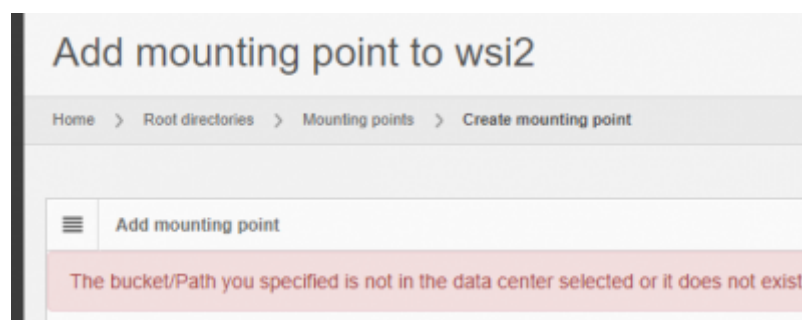 Add mounting point to wsi2
Home > Root directories > Mounting points > Create mounting point
Add mounting point
The bucket/Path you specified is not in the data center selected or it does not exist